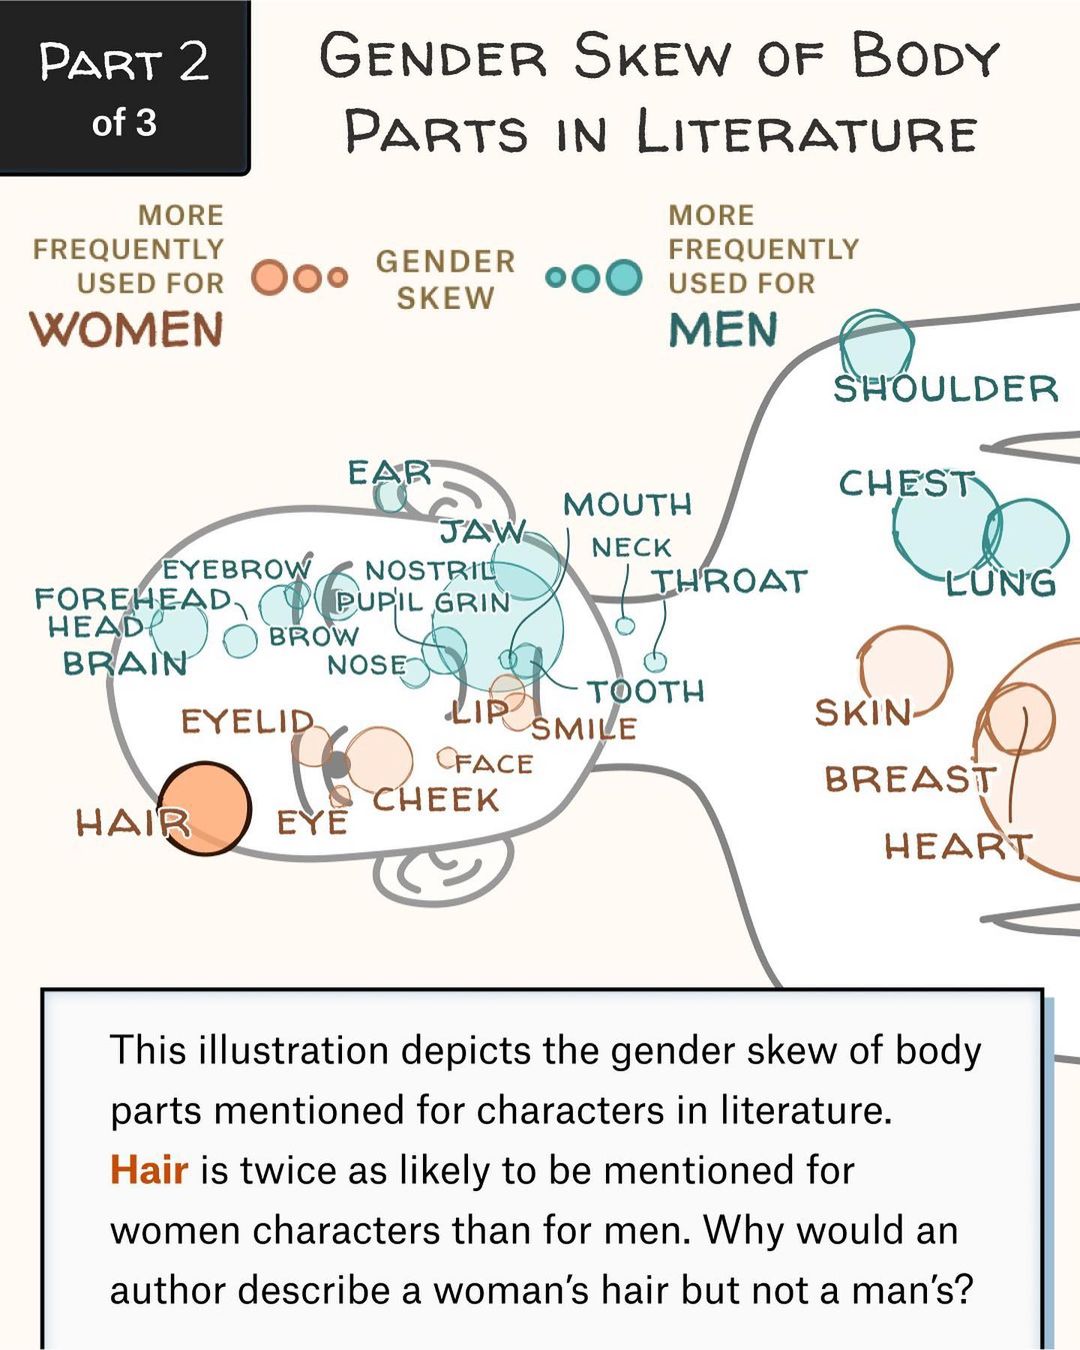 PART 2
of 3
GENDER SKEW OF BODY
PARTS IN LITERATURE
MORE
FREQUENTLY
USED FOR
WOMEN
GENDER
SKEW
MORE
FREQUENTLY
USED FOR
MEN
SHOULDER
EAR
CHEST
MOUTH
JAW
NECK
EYEBROW
NOSTRIL
THROAT
LUNG
FOREHEAD
PUPIL
GRIN
HEAD
BROW
BRAIN
NOSE
TOOTH
EYELID
LIP
SKIN
SMILE
FACE
BREAST
CHEEK
HAIR
EYE
HEART
This illustration depicts the gender skew of body
parts mentioned for characters in literature.
Hair is twice as likely to be mentioned for
women characters than for men. Why would an
author describe a woman’s hair but not a man’s?